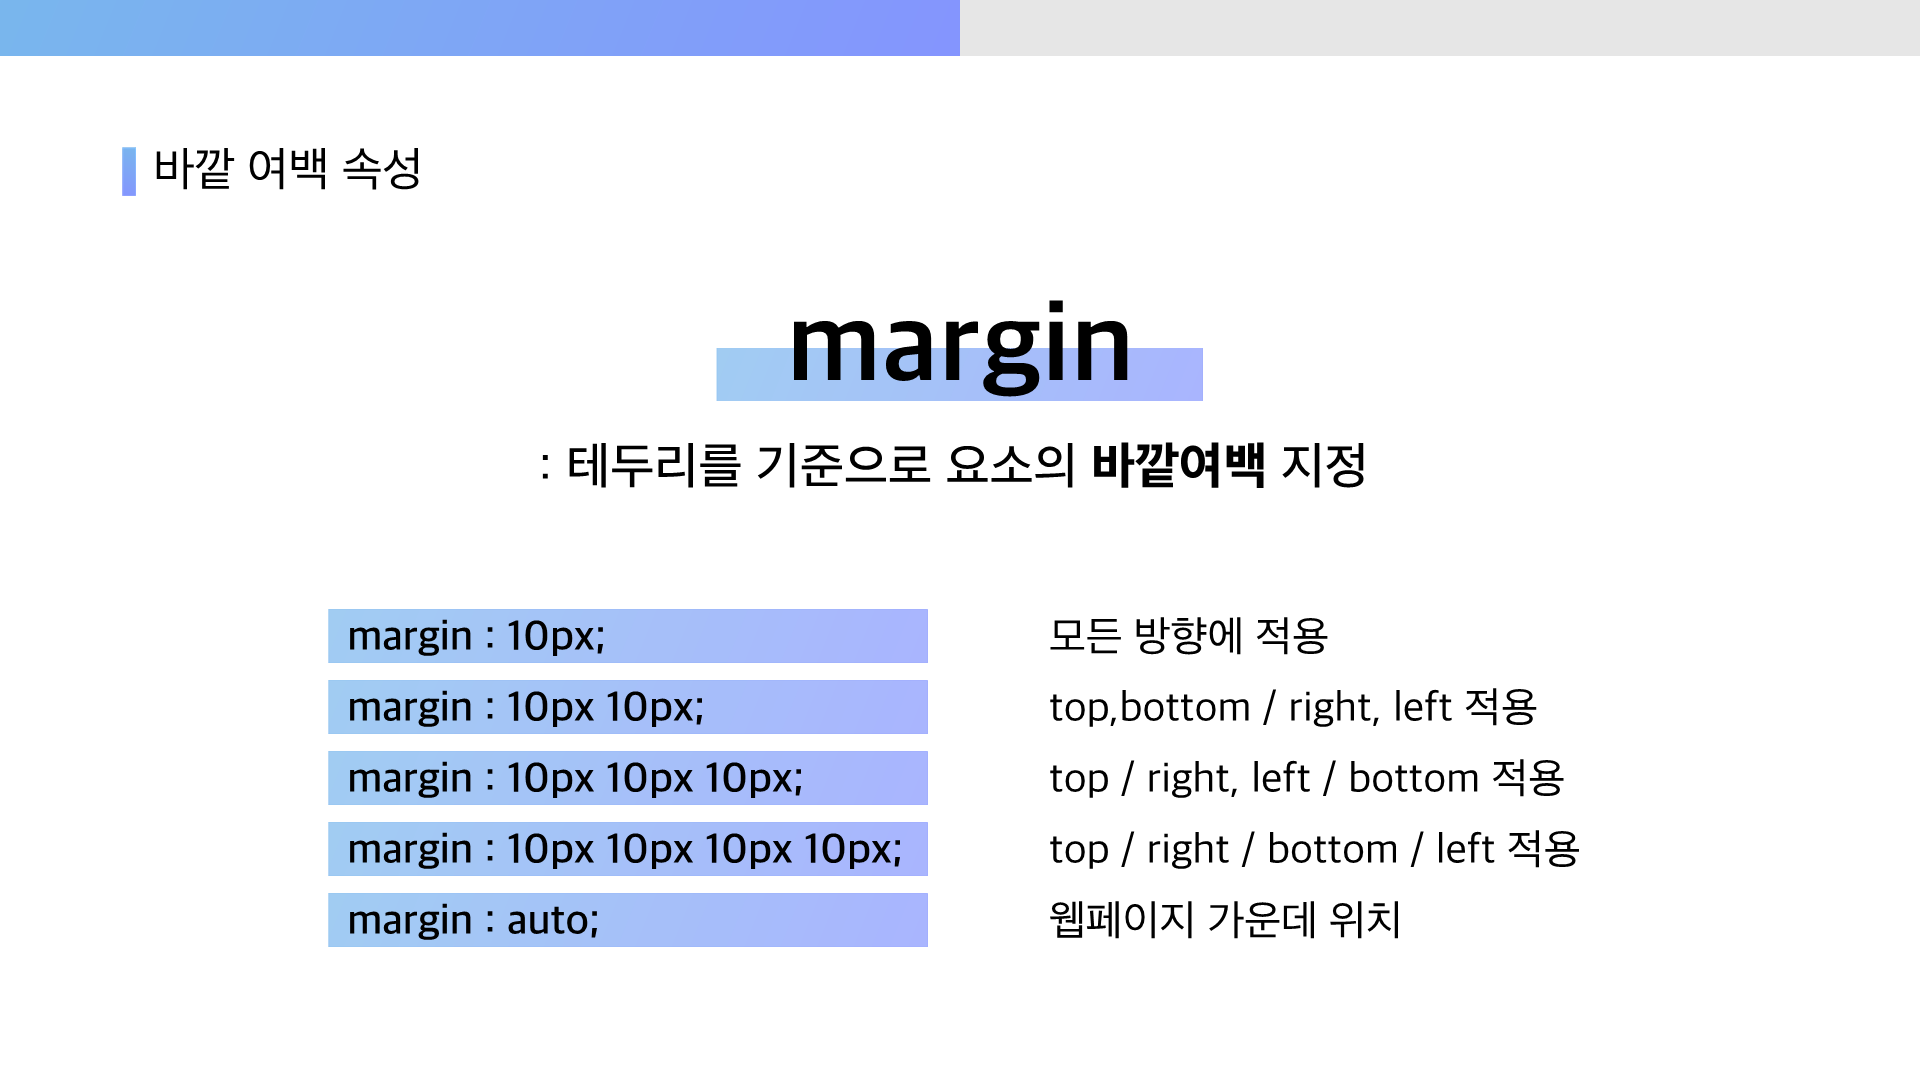 바깥 여백 속성
margin
: 테두리를 기준으로 요소의 바깥여백 지정
margin : 10px; 모든 방향에 적용
margin : 10px 10px; top,bottom / right, left 적용
margin : 10px 10px 10px; top / right, left / bottom 적용
margin : 10px 10px 10px 10px; top / right / bottom / left 적용
margin : auto; 웹페이지 가운데 위치